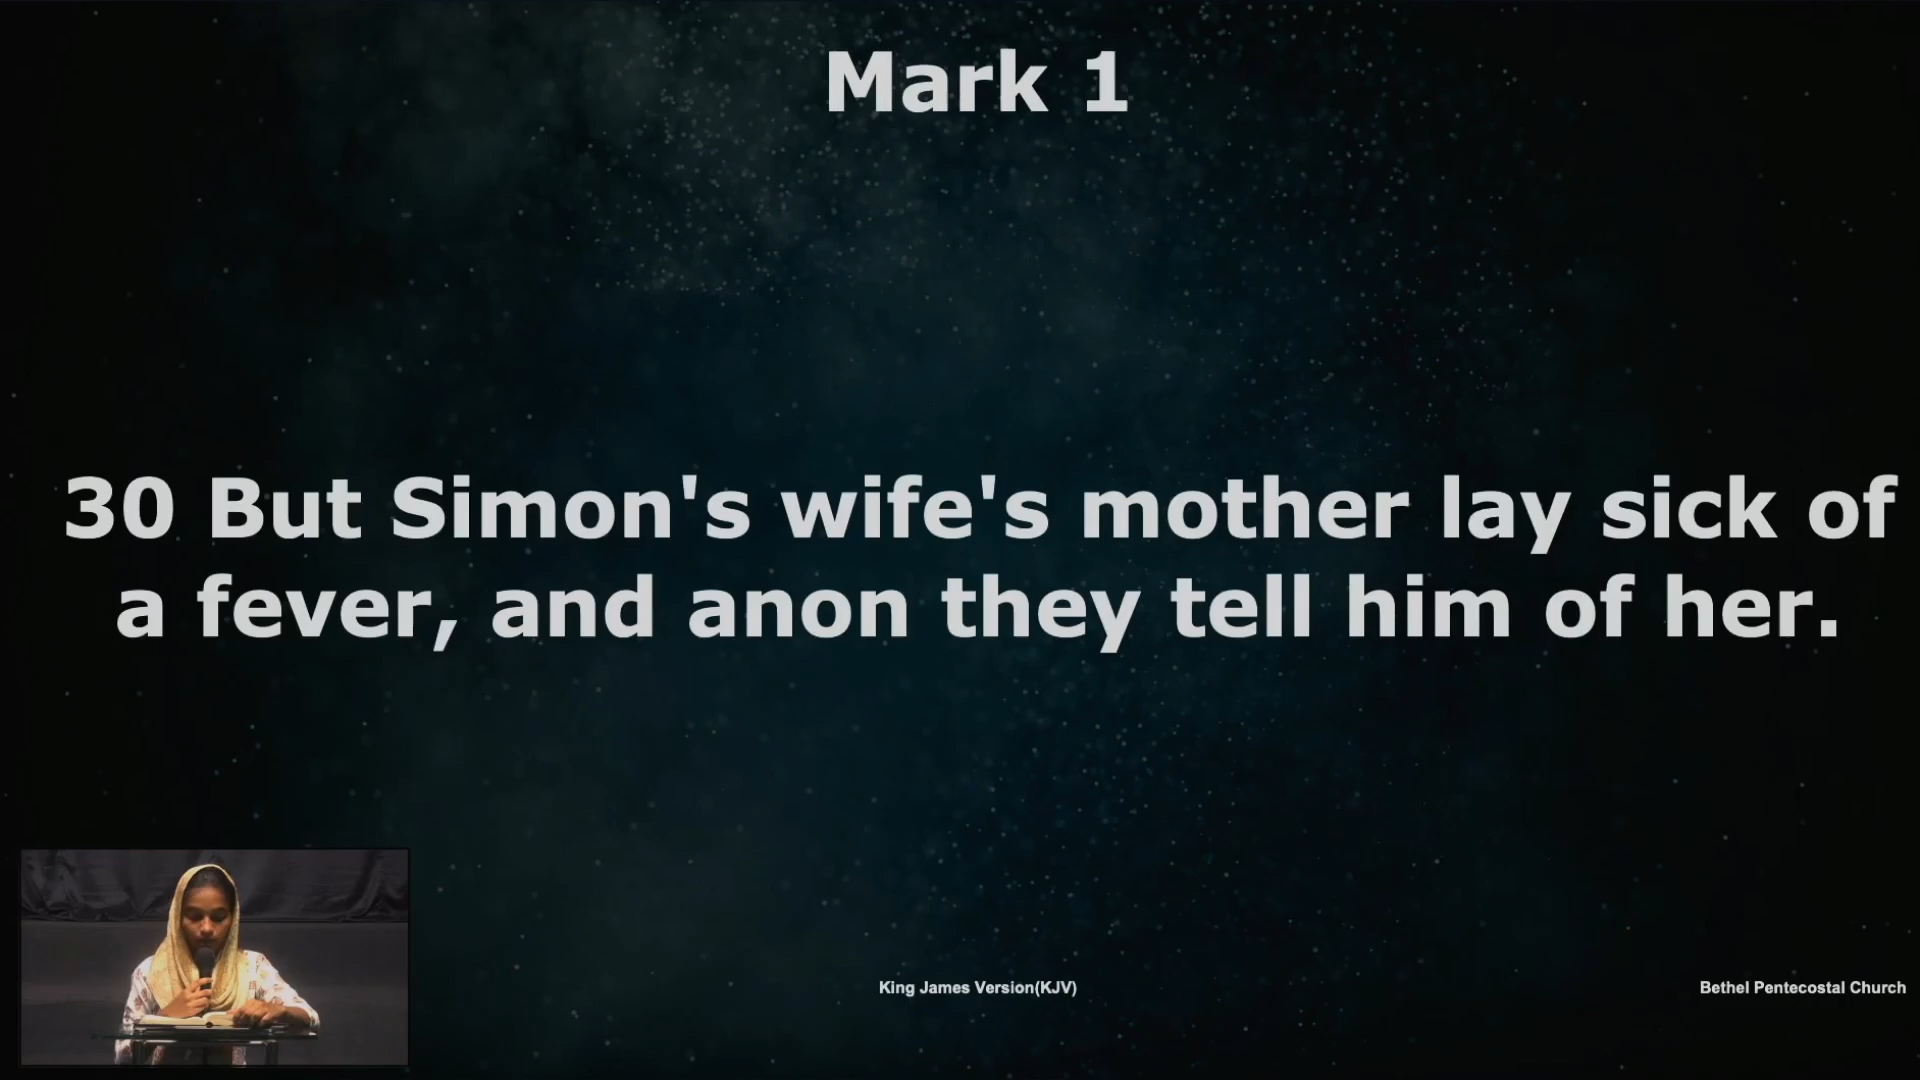 Mark 1
30 But Simon's wife's mother lay sick of
a fever, and anon they tell him of her.
King James Version(KJV)
Bethel Pentecostal Church